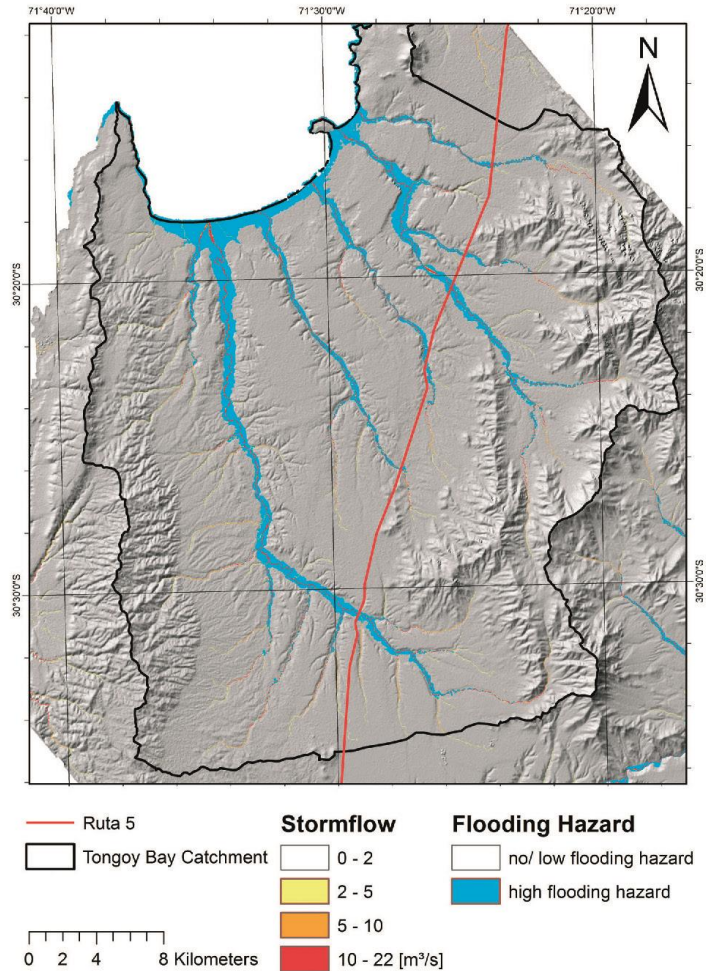 71°40'0"W 71°30'0"W 71°20'0"W
N
30°20'0"S 30°20'0"S
30°30'0"S 30°30'0"S
Ruta 5
Tongoy Bay Catchment
0 2 4 8 Kilometers
Stormflow
0 - 2
2 - 5
5 - 10
10 - 22 [m³/s]
Flooding Hazard
no/ low flooding hazard
high flooding hazard